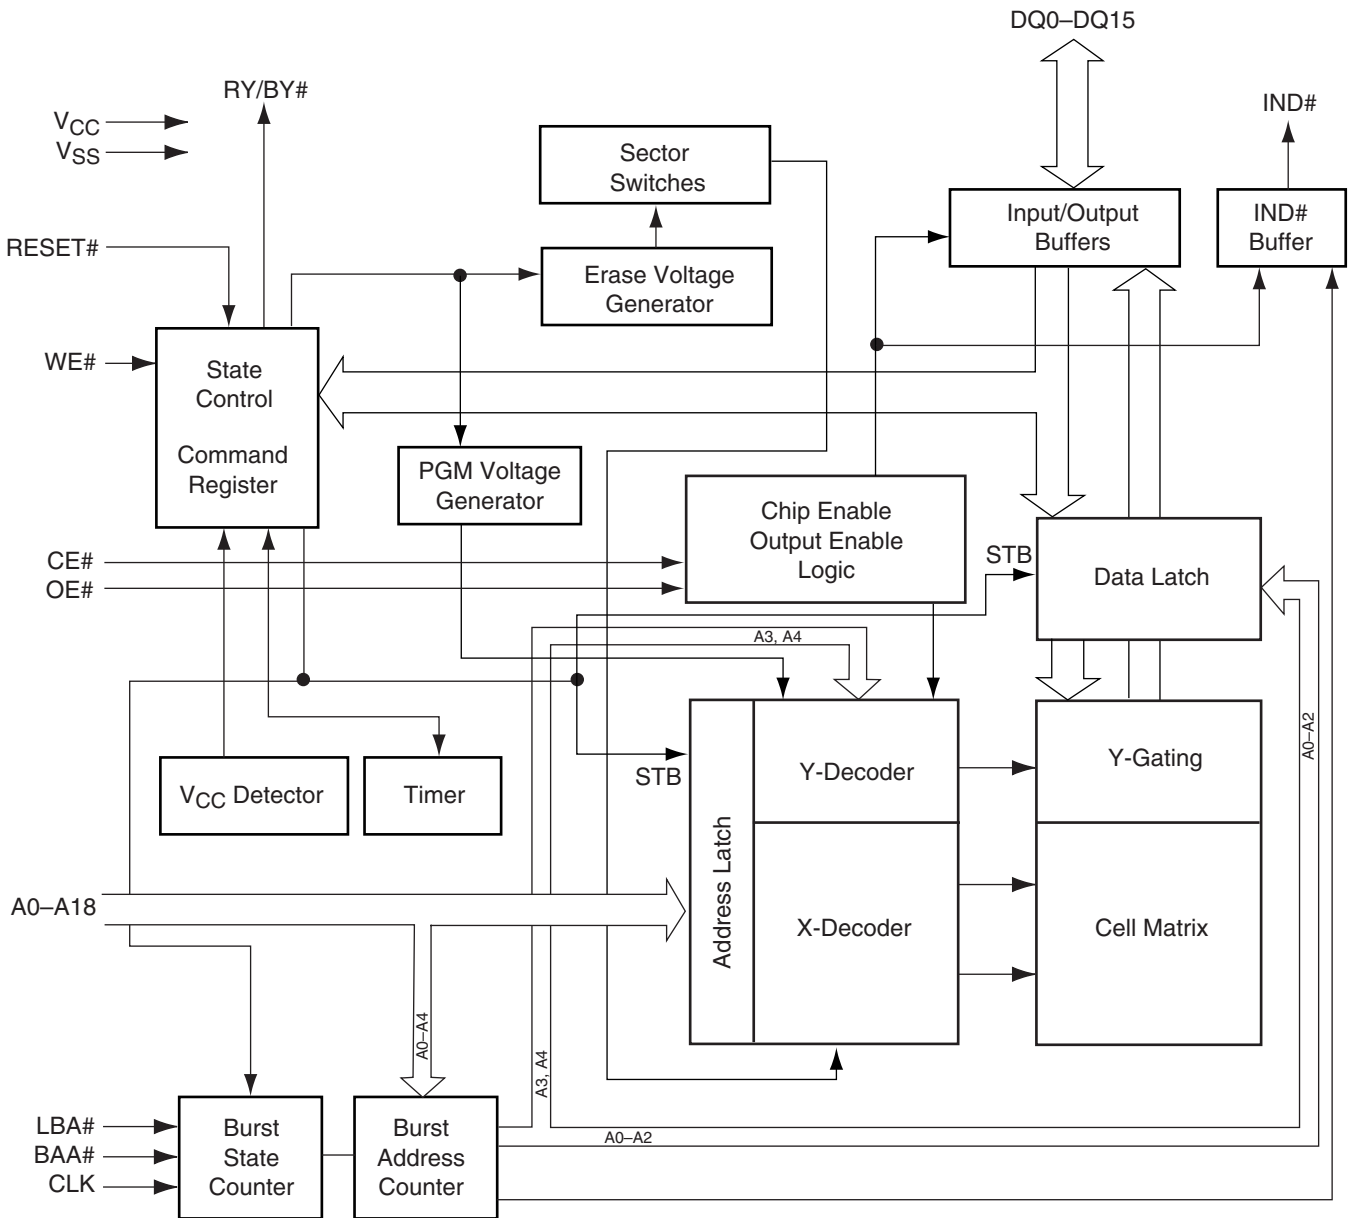 DQ0–DQ15
RY/BY#
IND#
VCC
VSS
Sector
Switches
Input/Output
Buffers
IND#
Buffer
RESET#
Erase Voltage
Generator
WE#
State
Control
Command
Register
PGM Voltage
Generator
Chip Enable
Output Enable
Logic
CE#
OE#
STB
Data Latch
A3, A4
A0–A2
STB
Y-Decoder
Y-Gating
VCC Detector
Timer
Address Latch
A0–A18
X-Decoder
Cell Matrix
A0–A4
A3, A4
LBA#
BAA#
CLK
Burst
State
Counter
Burst
Address
Counter
A0–A2